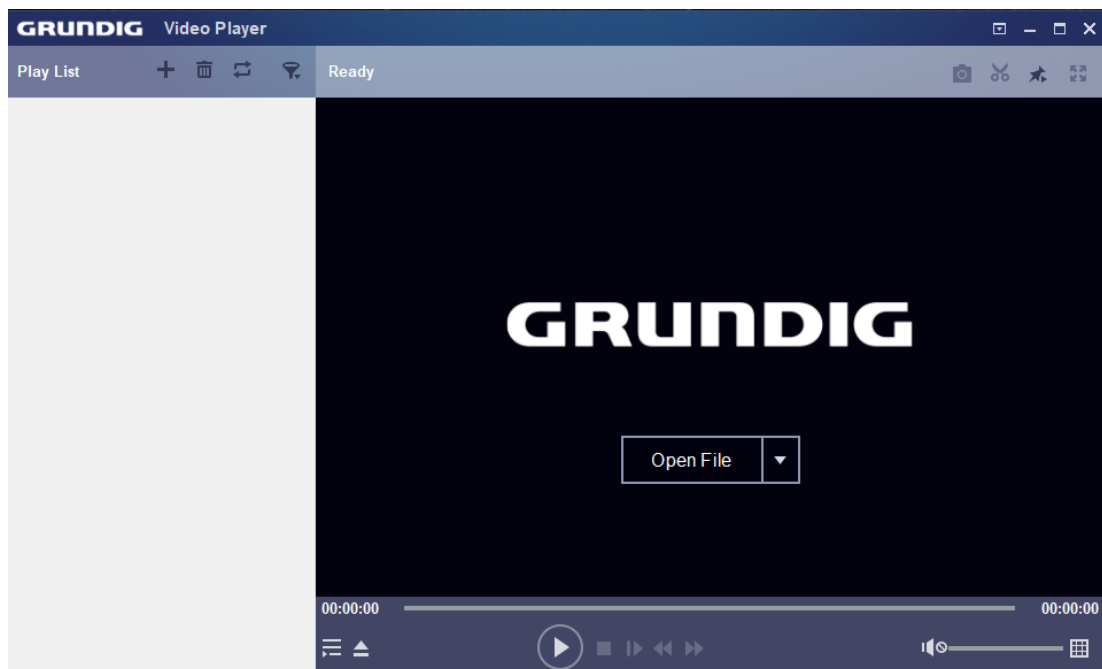 GRUNDIG Video Player
Play List
Ready
GRUNDIG
Open File
00:00:00
00:00:00